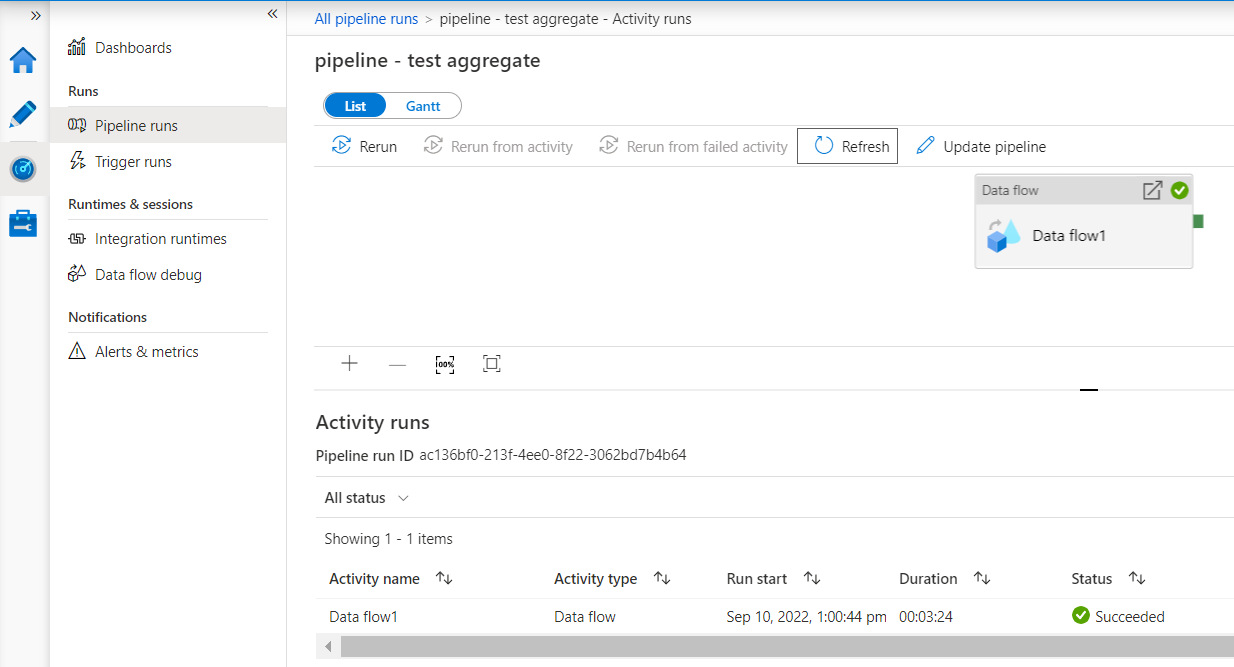 All pipeline runs > pipeline - test aggregate - Activity runs
Dashboards
Runs
Pipeline runs
Trigger runs
Runtimes & sessions
Integration runtimes
Data flow debug
Notifications
Alerts & metrics
pipeline - test aggregate
List Gantt
Rerun Rerun from activity Rerun from failed activity Refresh Update pipeline
Data flow
Data flow1
Activity runs
Pipeline run ID ac136bf0-213f-4ee0-8f22-3062bd7b4b64
All status
Showing 1 - 1 items
Activity name Activity type Run start Duration Status
Data flow1 Data flow Sep 10, 2022, 1:00:44 pm 00:03:24 Succeeded